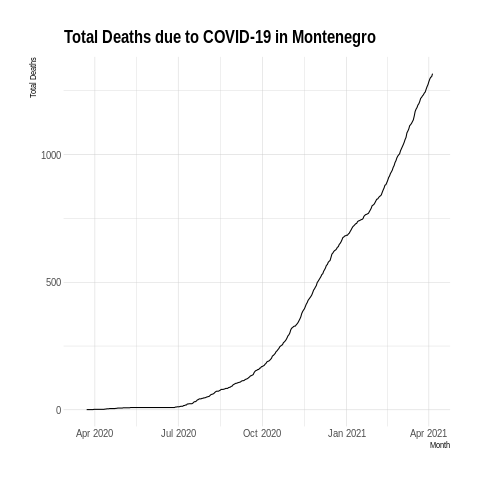 Total Deaths due to COVID-19 in Montenegro
Total Deaths
1000
500
0
Apr 2020 Jul 2020 Oct 2020 Jan 2021 Apr 2021
Month